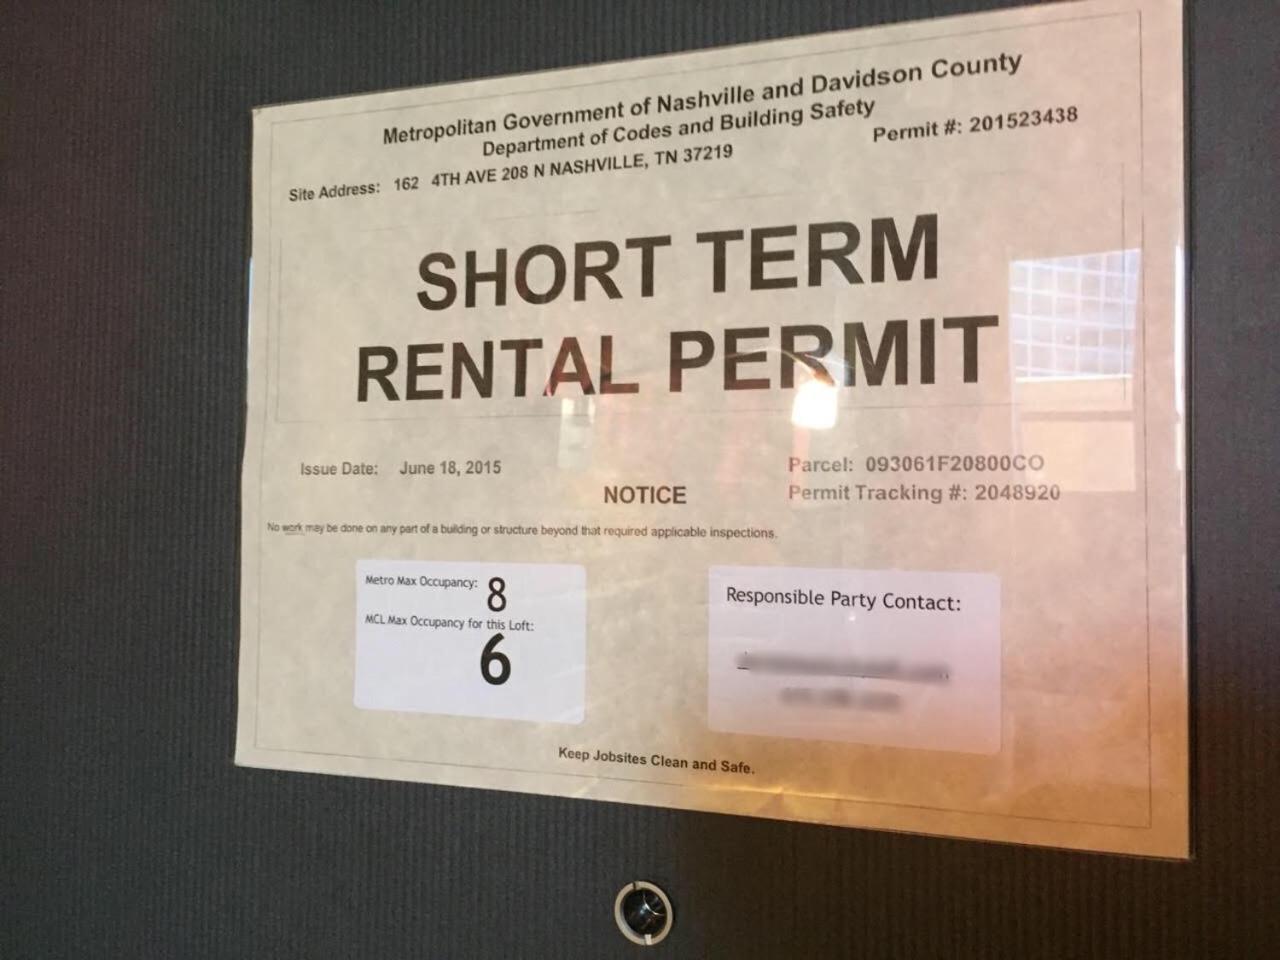 Metropolitan Government of Nashville and Davidson County
Department of Codes and Building Safety
Permit #: 201523438
Site Address: 162 4TH AVE 208 N NASHVILLE, TN 37219
SHORT TERM
RENTAL PERMIT
Issue Date: June 18, 2015
Parcel: 093061F20800CO
NOTICE
Permit Tracking #: 2048920
No work may be done on any part of a building or structure beyond that required applicable inspections.
Metro Max Occupancy: 8
MCL Max Occupancy for this Loft:
6
Responsible Party Contact:
Keep Jobsites Clean and Safe.